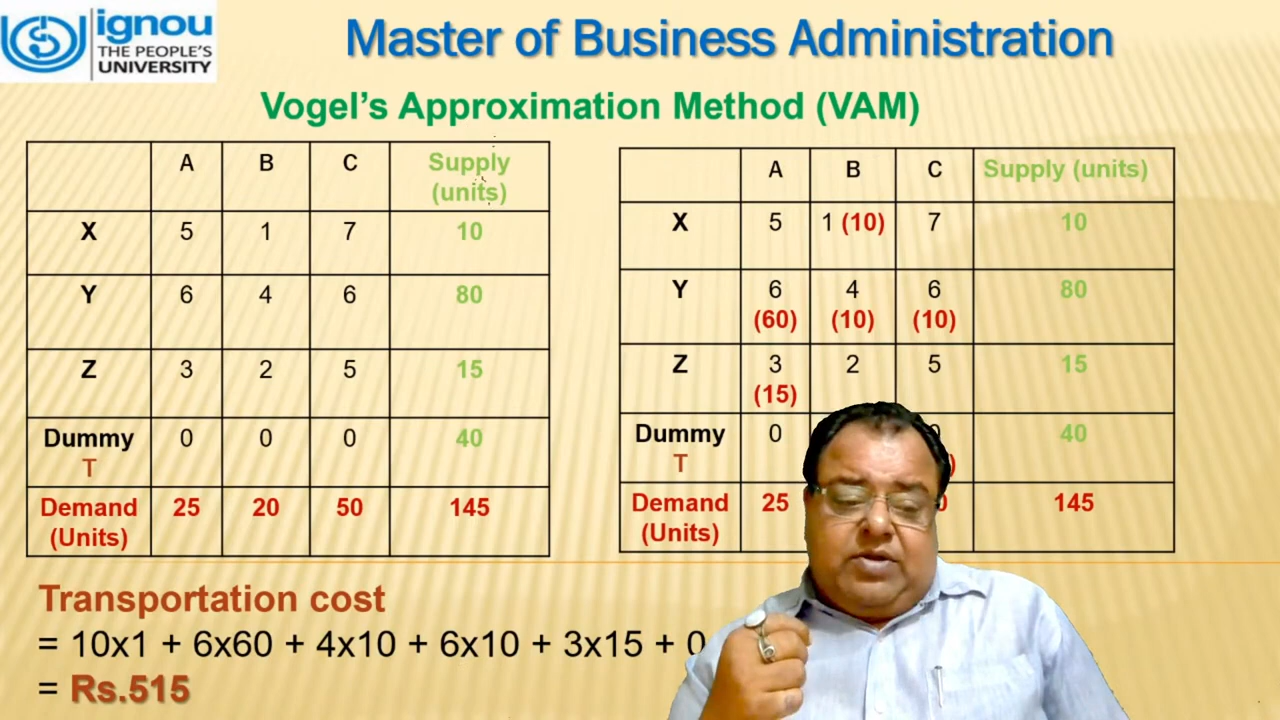 ignou
THE PEOPLE'S
UNIVERSITY
Master of Business Administration
Vogel's Approximation Method (VAM)
A B C Supply
(units)
X 5 1 7 10
Y 6 4 6 80
Z 3 2 5 15
Dummy 0 0 0 40
T
Demand 25 20 50 145
(Units)
A B C Supply (units)
X 5 1 (10) 7 10
Y 6 4 6 80
(60) (10) (10)
Z 3 2 5 15
(15)
Dummy 0 40
T
Demand 25 145
(Units)
Transportation cost
= 10x1 + 6x60 + 4x10 + 6x10 + 3x15 + 0
= Rs.515